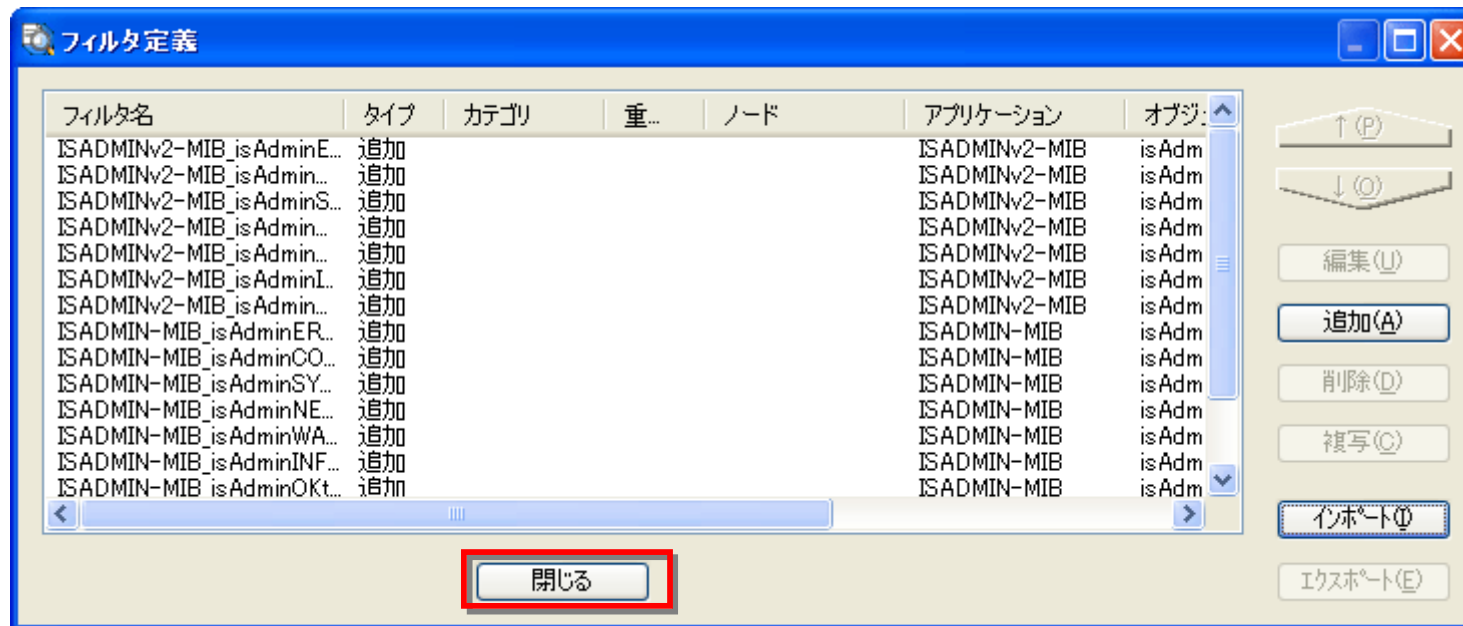 フィルタ定義
フィルタ名 タイプ カテゴリ 重... ノード アプリケーション オブジ
ISADMINv2-MIB_isAdminE... 追加 ISADMINv2-MIB isAdm
ISADMINv2-MIB_isAdmin... 追加 ISADMINv2-MIB isAdm
ISADMINv2-MIB_isAdminS... 追加 ISADMINv2-MIB isAdm
ISADMINv2-MIB_isAdmin... 追加 ISADMINv2-MIB isAdm
ISADMINv2-MIB_isAdmin... 追加 ISADMINv2-MIB isAdm
ISADMINv2-MIB_isAdminI... 追加 ISADMINv2-MIB isAdm
ISADMINv2-MIB_isAdmin... 追加 ISADMINv2-MIB isAdm
ISADMIN-MIB_isAdminER... 追加 ISADMIN-MIB isAdm
ISADMIN-MIB_isAdminCO... 追加 ISADMIN-MIB isAdm
ISADMIN-MIB_isAdminSY... 追加 ISADMIN-MIB isAdm
ISADMIN-MIB_isAdminNE... 追加 ISADMIN-MIB isAdm
ISADMIN-MIB_isAdminWA... 追加 ISADMIN-MIB isAdm
ISADMIN-MIB_isAdminINF... 追加 ISADMIN-MIB isAdm
ISADMIN-MIB_isAdminOKt... 追加 ISADMIN-MIB isAdm
↑(P)
↓(O)
編集(U)
追加(A)
削除(D)
複写(C)
インポート(I)
エクスポート(E)
閉じる